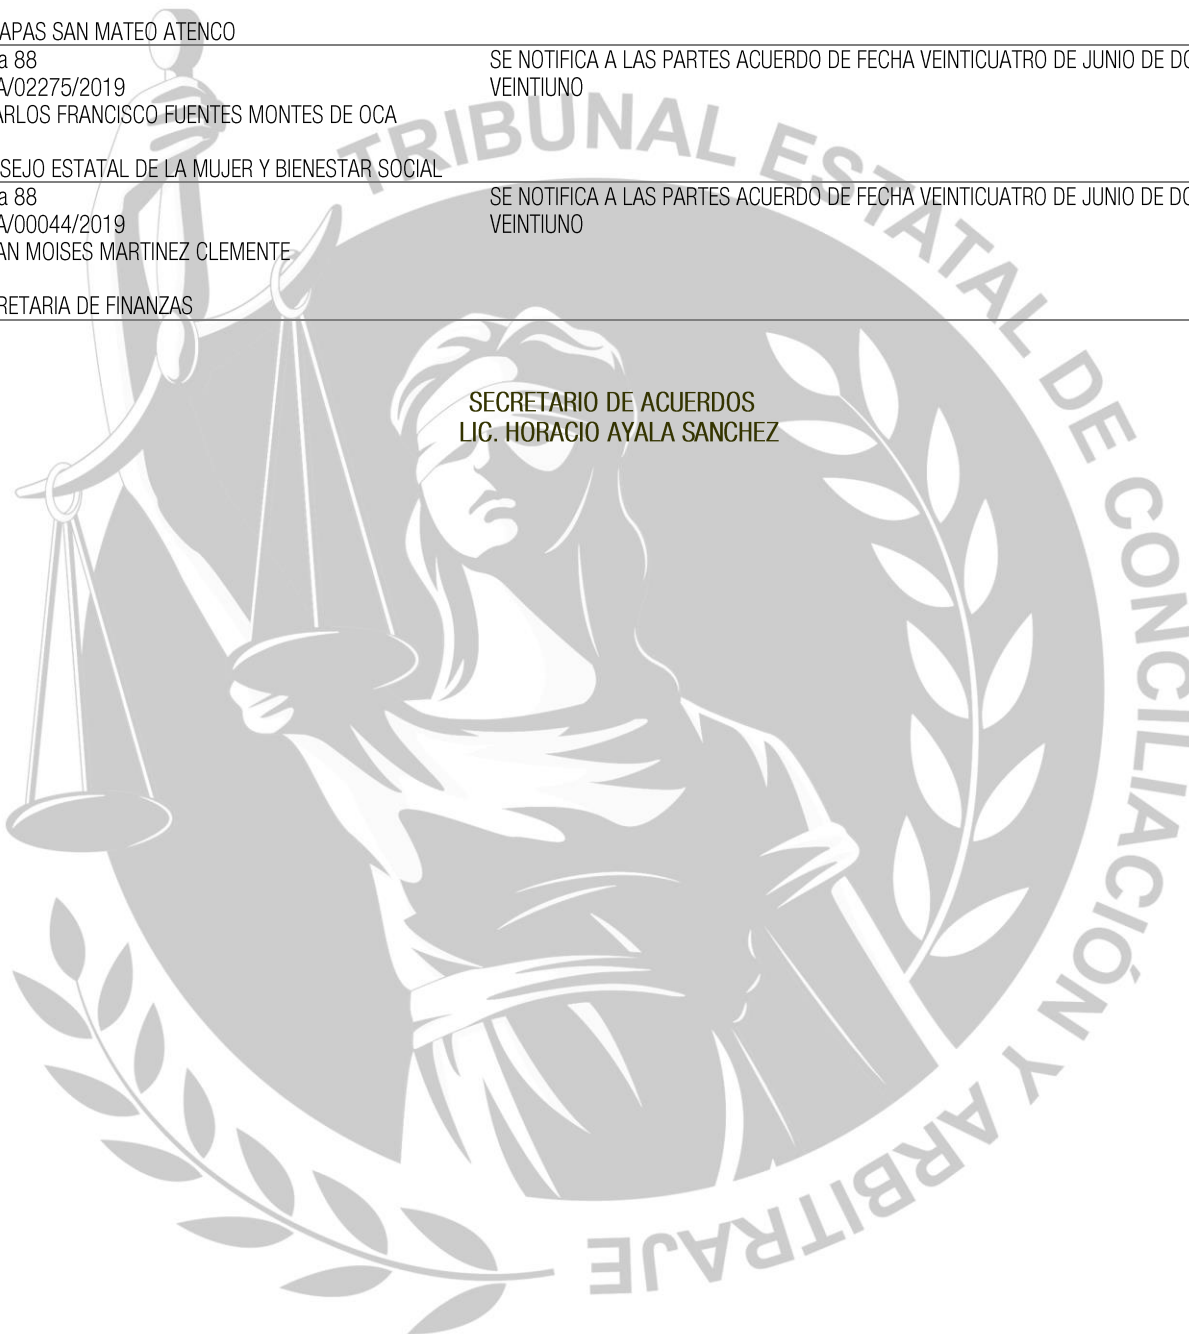 APAS SAN MATEO ATENCO
a 88
SE NOTIFICA A LAS PARTES ACUERDO DE FECHA VEINTICUATRO DE JUNIO DE DO
A/02275/2019
VEINTIUNO
ARLOS FRANCISCO FUENTES MONTES DE OCA
SEJO ESTATAL DE LA MUJER Y BIENESTAR SOCIAL
a 88
SE NOTIFICA A LAS PARTES ACUERDO DE FECHA VEINTICUATRO DE JUNIO DE DO
A/00044/2019
VEINTIUNO
AN MOISES MARTINEZ CLEMENTE
RETARIA DE FINANZAS
SECRETARIO DE ACUERDOS
LIC. HORACIO AYALA SANCHEZ
TRIBUNAL ESTATAL DE CONCILIACIÓN Y ARBITRAJE